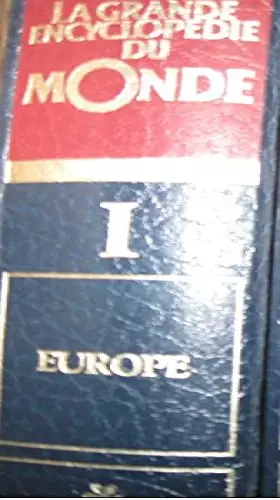 LA GRANDE
ENCYCLOPEDIE
DU
MONDE
I
EUROPE